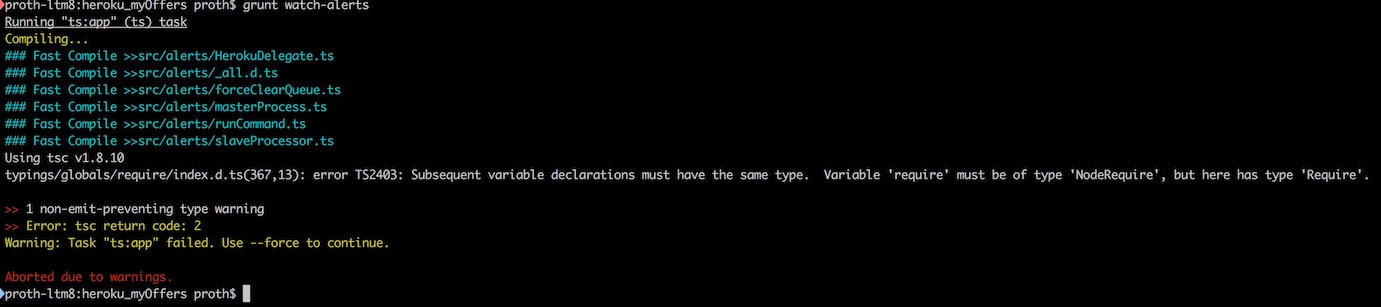 proth-ltm8:heroku_myOffers proth$ grunt watch-alerts
Running "ts:app" (ts) task
Compiling...
### Fast Compile >>src/alerts/HerokuDelegate.ts
### Fast Compile >>src/alerts/_all.d.ts
### Fast Compile >>src/alerts/forceClearQueue.ts
### Fast Compile >>src/alerts/masterProcess.ts
### Fast Compile >>src/alerts/runCommand.ts
### Fast Compile >>src/alerts/slaveProcessor.ts
Using tsc v1.8.10
typings/globals/require/index.d.ts(367,13): error TS2403: Subsequent variable declarations must have the same type.  Variable 'require' must be of type 'NodeRequire', but here has type 'Require'.
>> 1 non-emit-preventing type warning
>> Error: tsc return code: 2
Warning: Task "ts:app" failed. Use --force to continue.
Aborted due to warnings.
proth-ltm8:heroku_myOffers proth$